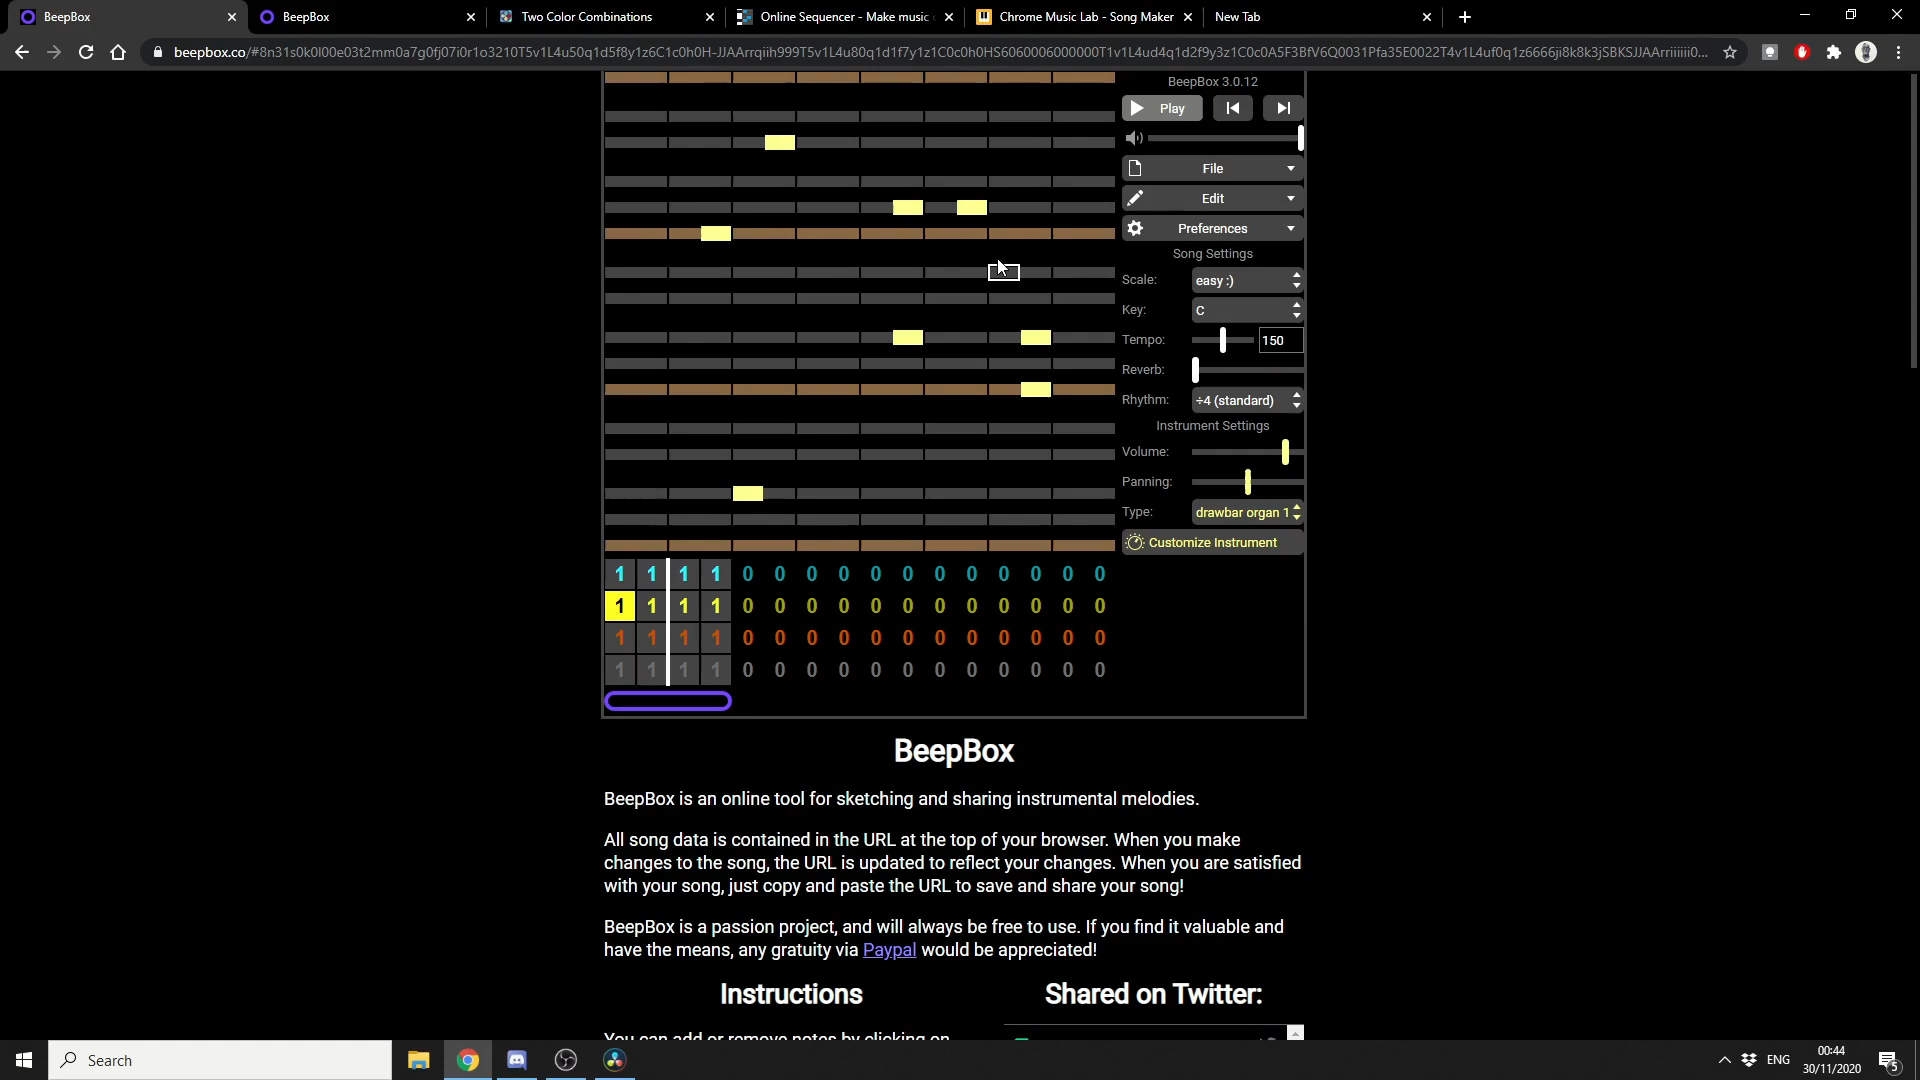 BeepBox
BeepBox
Two Color Combinations
Online Sequencer - Make music
Chrome Music Lab - Song Maker
New Tab
beepbox.co/#8n31s0k0l00e03t2mm0a7g0fj07i0r1o3210T5v1L4u50q1d5f8y1z6C1c0h0H-JJAArrqiih999T5v1L4u80q1d1f7y1z1C0c0h0HS6060006000000T1v1L4ud4q1d2f9y3z1C0c0A5F3BfV6Q0031Pfa35E0022T4v1L4uf0q1z6666ji8k8k3jSBKSJJAArriiiiii0...
BeepBox 3.0.12
Play
File
Edit
Preferences
Song Settings
Scale: easy :)
Key: C
Tempo: 150
Reverb:
Rhythm: ÷4 (standard)
Instrument Settings
Volume:
Panning:
Type: drawbar organ 1
Customize Instrument
1 1 1 1 0 0 0 0 0 0 0 0 0 0 0 0
1 1 1 1 0 0 0 0 0 0 0 0 0 0 0 0
1 1 1 1 0 0 0 0 0 0 0 0 0 0 0 0
1 1 1 1 0 0 0 0 0 0 0 0 0 0 0 0
BeepBox
BeepBox is an online tool for sketching and sharing instrumental melodies.
All song data is contained in the URL at the top of your browser. When you make
changes to the song, the URL is updated to reflect your changes. When you are satisfied
with your song, just copy and paste the URL to save and share your song!
BeepBox is a passion project, and will always be free to use. If you find it valuable and
have the means, any gratuity via Paypal would be appreciated!
Instructions
Shared on Twitter:
You can add or remove notes by clicking on
Search
ENG
00:44
30/11/2020
5